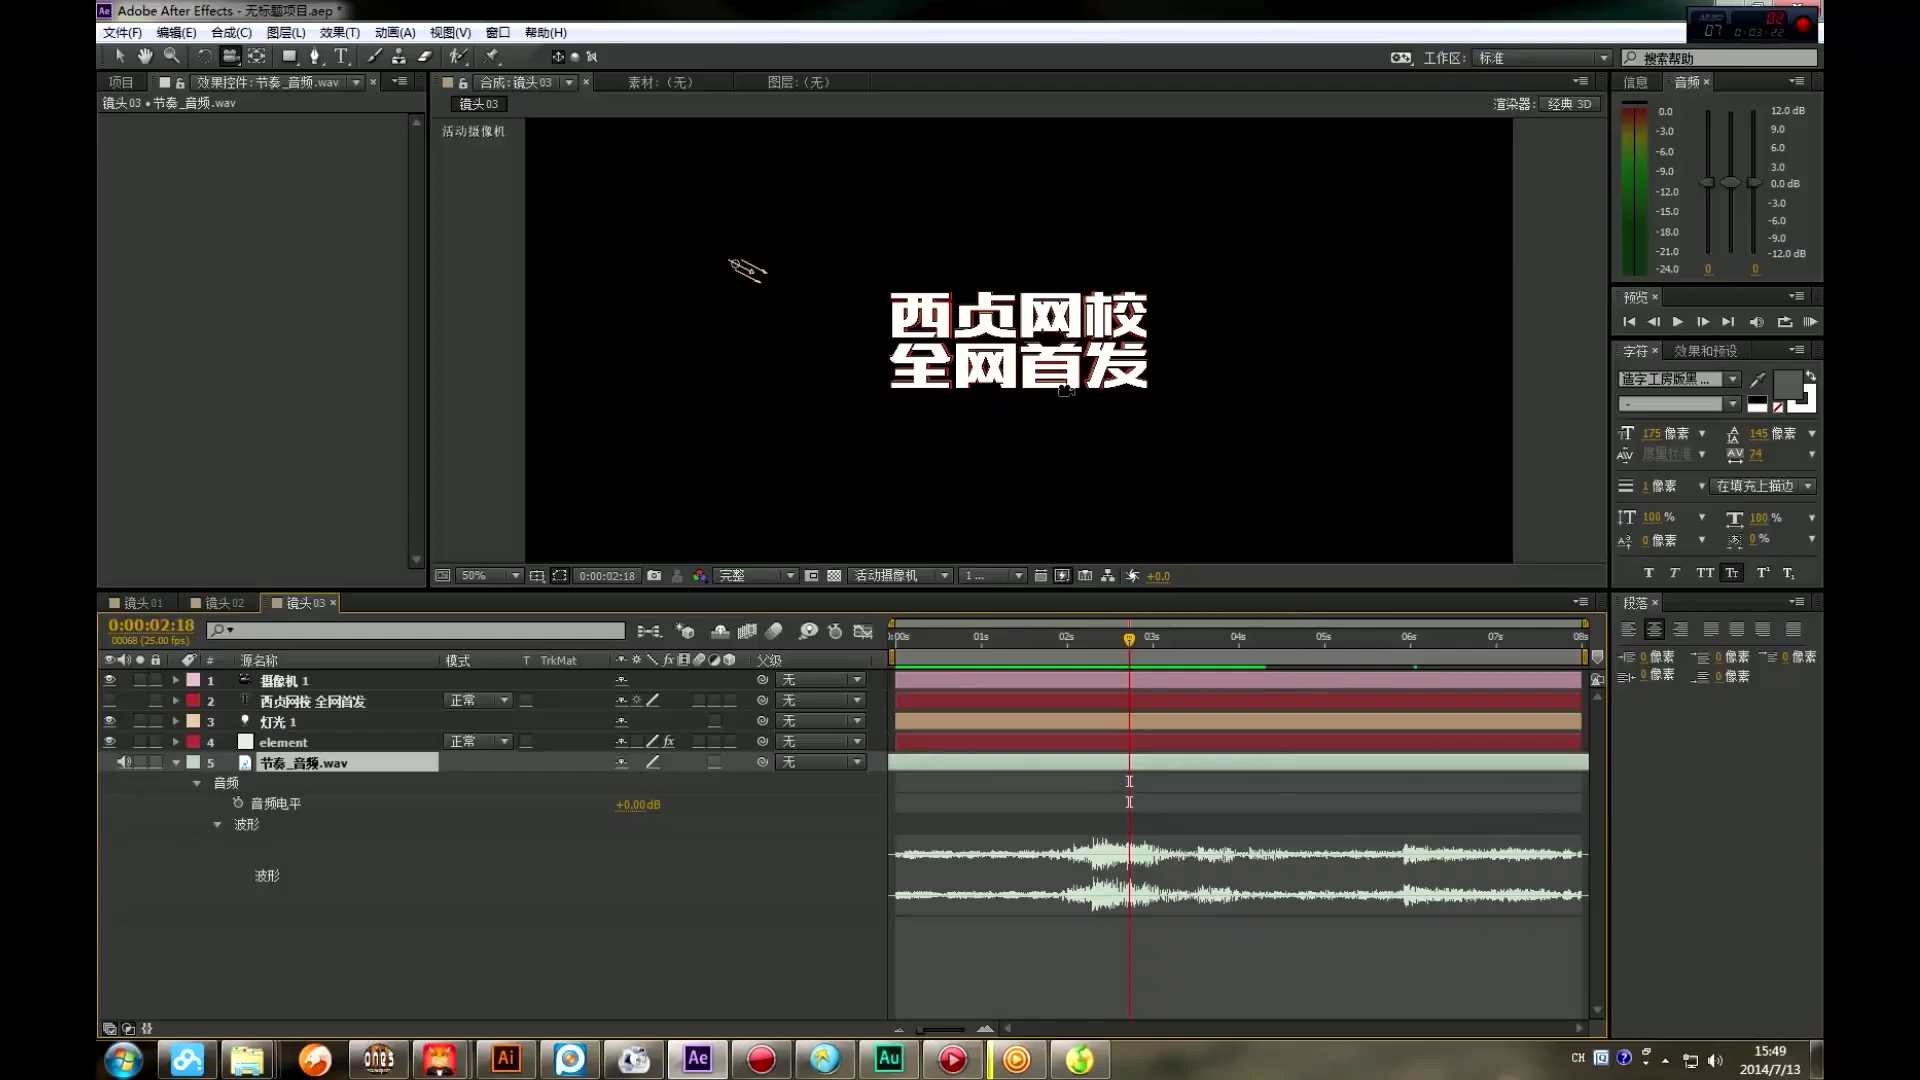 Adobe After Effects - 无标题项目.aep *
文件(F) 编辑(E) 合成(C) 图层(L) 效果(T) 动画(A) 视图(V) 窗口 帮助(H)
工作区: 标准 搜索帮助
项目 效果控件:节奏_音频.wav 合成:镜头03 素材:(无) 图层:(无) 信息 音频
镜头03 • 节奏_音频.wav 镜头03 渲染器: 经典 3D
活动摄像机
0.0 12.0 dB
-3.0 9.0
-6.0 6.0
-9.0 3.0
-12.0 0.0 dB
-15.0 -3.0
-18.0 -6.0
-21.0 -9.0
-24.0 -12.0 dB
0 0
西贞网校
全网首发
预览
字符 效果和预设
造字工房版黑 ...
-
175 像素 145 像素
度量标准 74
1 像素 在填充上描边
100 % 100 %
0 像素 0 %
T T TT Tт T¹ T₁
50% 0:00:02:18 完整 活动摄像机 1 ... +0.0
镜头01 镜头02 镜头03 段落
0:00:02:18
00068 (25.00 fps)
:00s 01s 02s 03s 04s 05s 06s 07s 08s
# 源名称 模式 T TrkMat 父级
1 摄像机 1 无
2 西贞网校 全网首发 正常 无
3 灯光 1 无
4 element 正常 无
5 节奏_音频.wav 无
音频
音频电平 +0.00dB
波形
波形
0 像素 0 像素 0 像素
0 像素 0 像素
Ai Ae Au
CH 15:49
2014/7/13